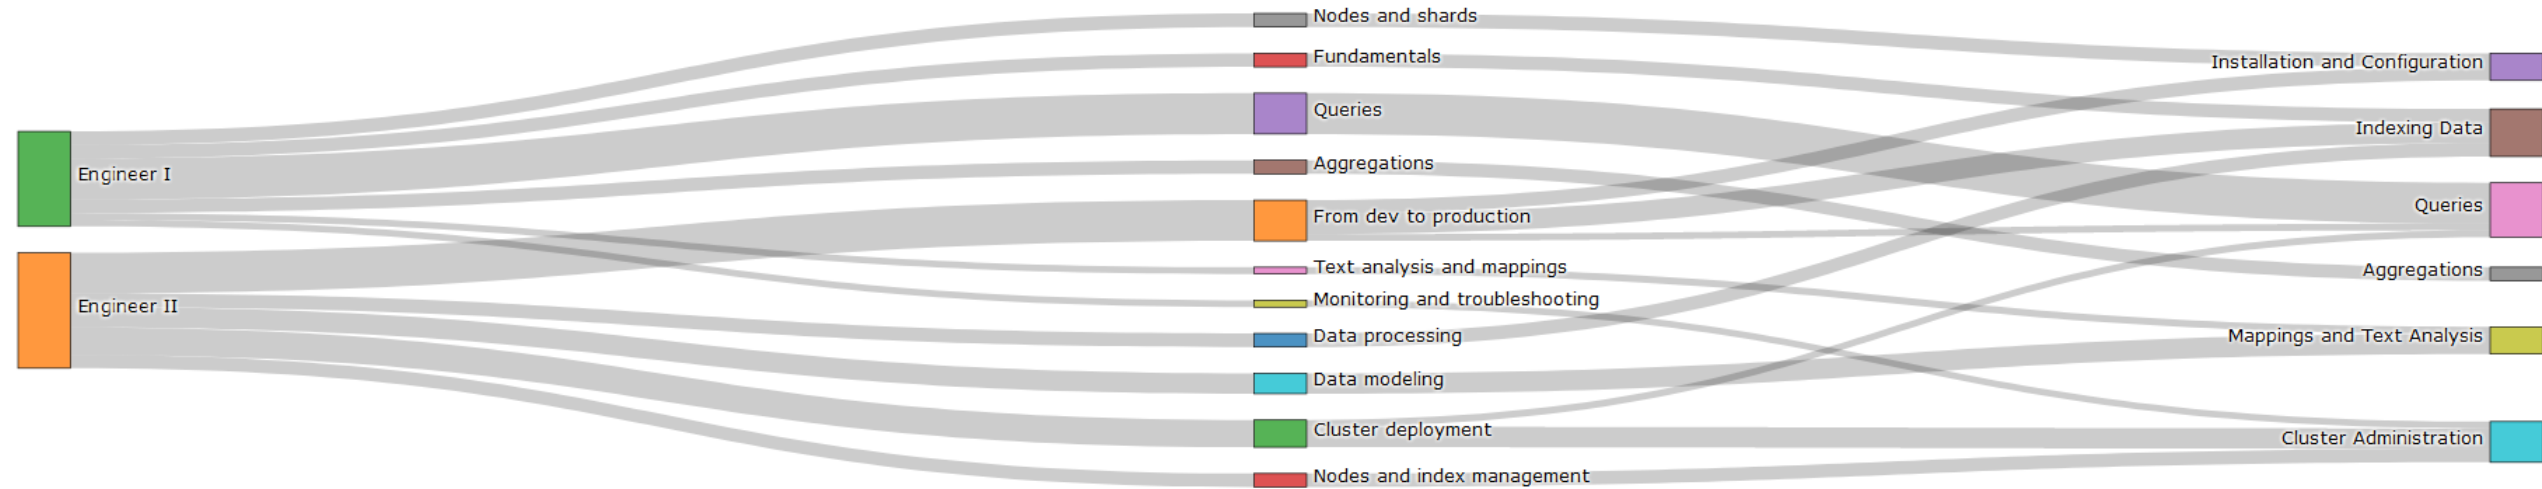 Engineer I
Engineer II
Nodes and shards
Fundamentals
Queries
Aggregations
From dev to production
Text analysis and mappings
Monitoring and troubleshooting
Data processing
Data modeling
Cluster deployment
Nodes and index management
Installation and Configuration
Indexing Data
Queries
Aggregations
Mappings and Text Analysis
Cluster Administration